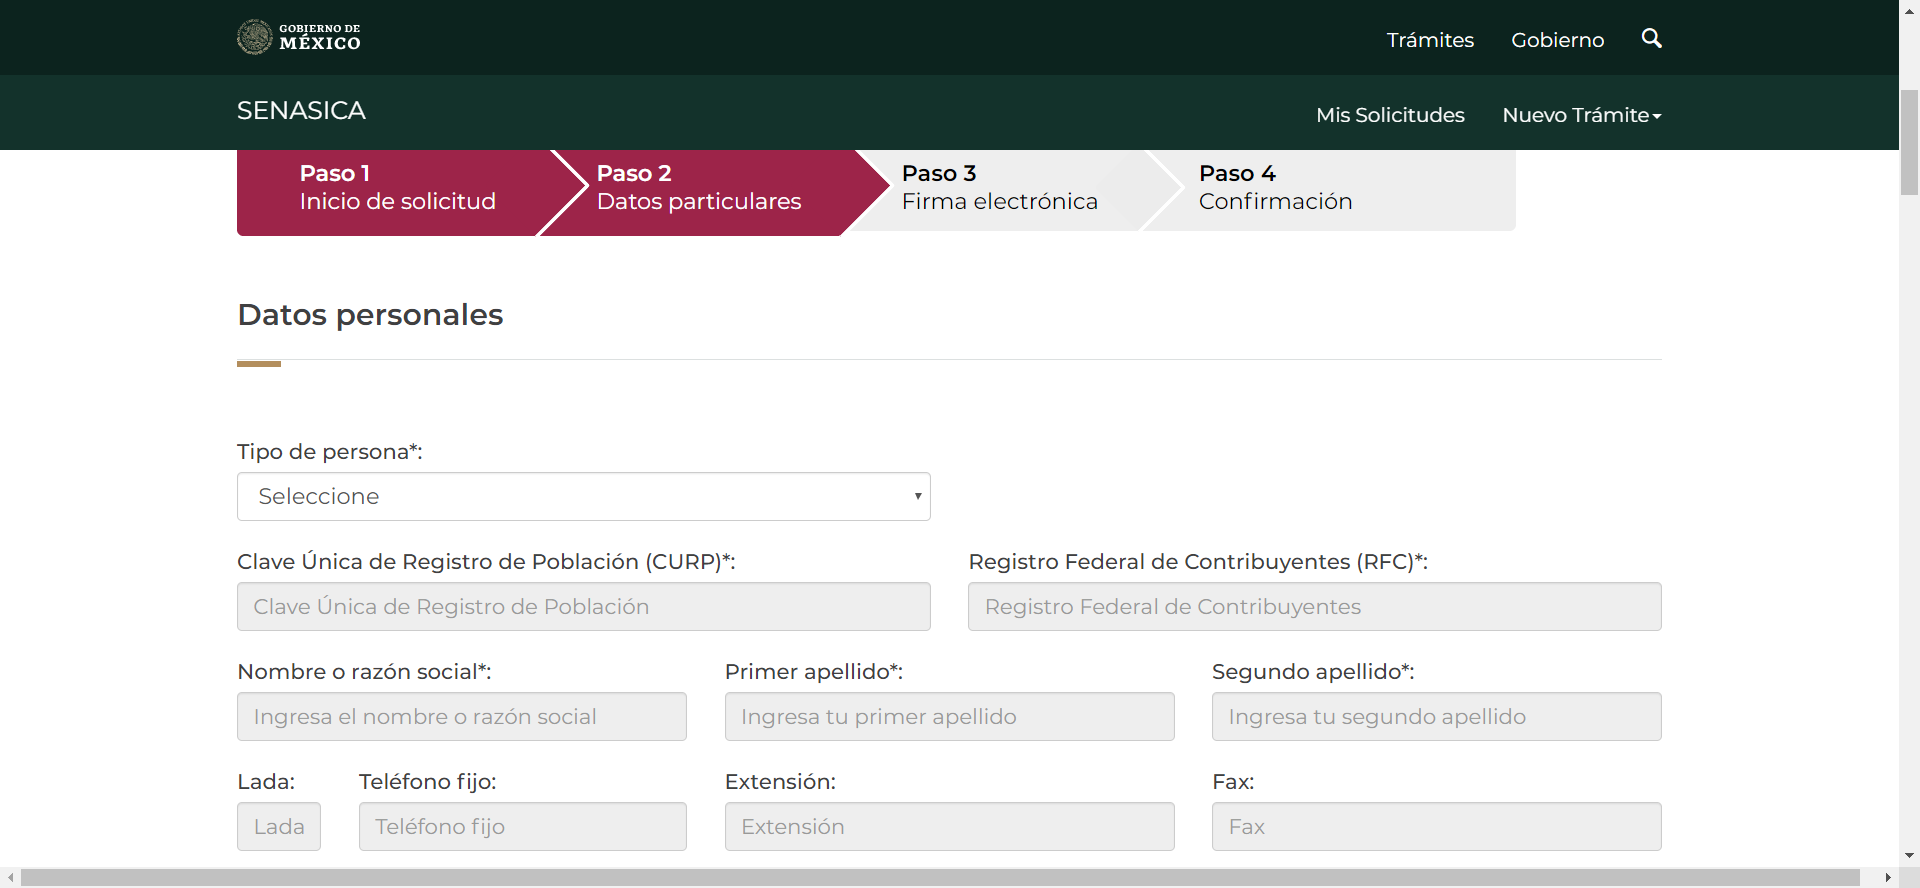 GOBIERNO DE
MÉXICO
Trámites
Gobierno
SENASICA
Mis Solicitudes
Nuevo Trámite
Paso 1
Inicio de solicitud
Paso 2
Datos particulares
Paso 3
Firma electrónica
Paso 4
Confirmación
Datos personales
Tipo de persona*:
Seleccione
Clave Única de Registro de Población (CURP)*:
Registro Federal de Contribuyentes (RFC)*:
Clave Única de Registro de Población
Registro Federal de Contribuyentes
Nombre o razón social*:
Primer apellido*:
Segundo apellido*:
Ingresa el nombre o razón social
Ingresa tu primer apellido
Ingresa tu segundo apellido
Lada:
Teléfono fijo:
Extensión:
Fax:
Lada
Teléfono fijo
Extensión
Fax